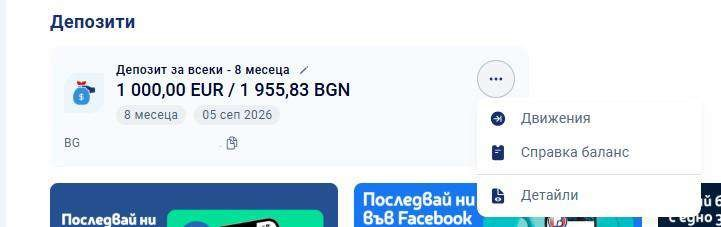 Депозити
Депозит за всеки - 8 месеца
1 000,00 EUR / 1 955,83 BGN
8 месеца
05 сеп 2026
BG
Движения
Справка баланс
Детайли
Последвай ни
Последвай ни
във Facebook